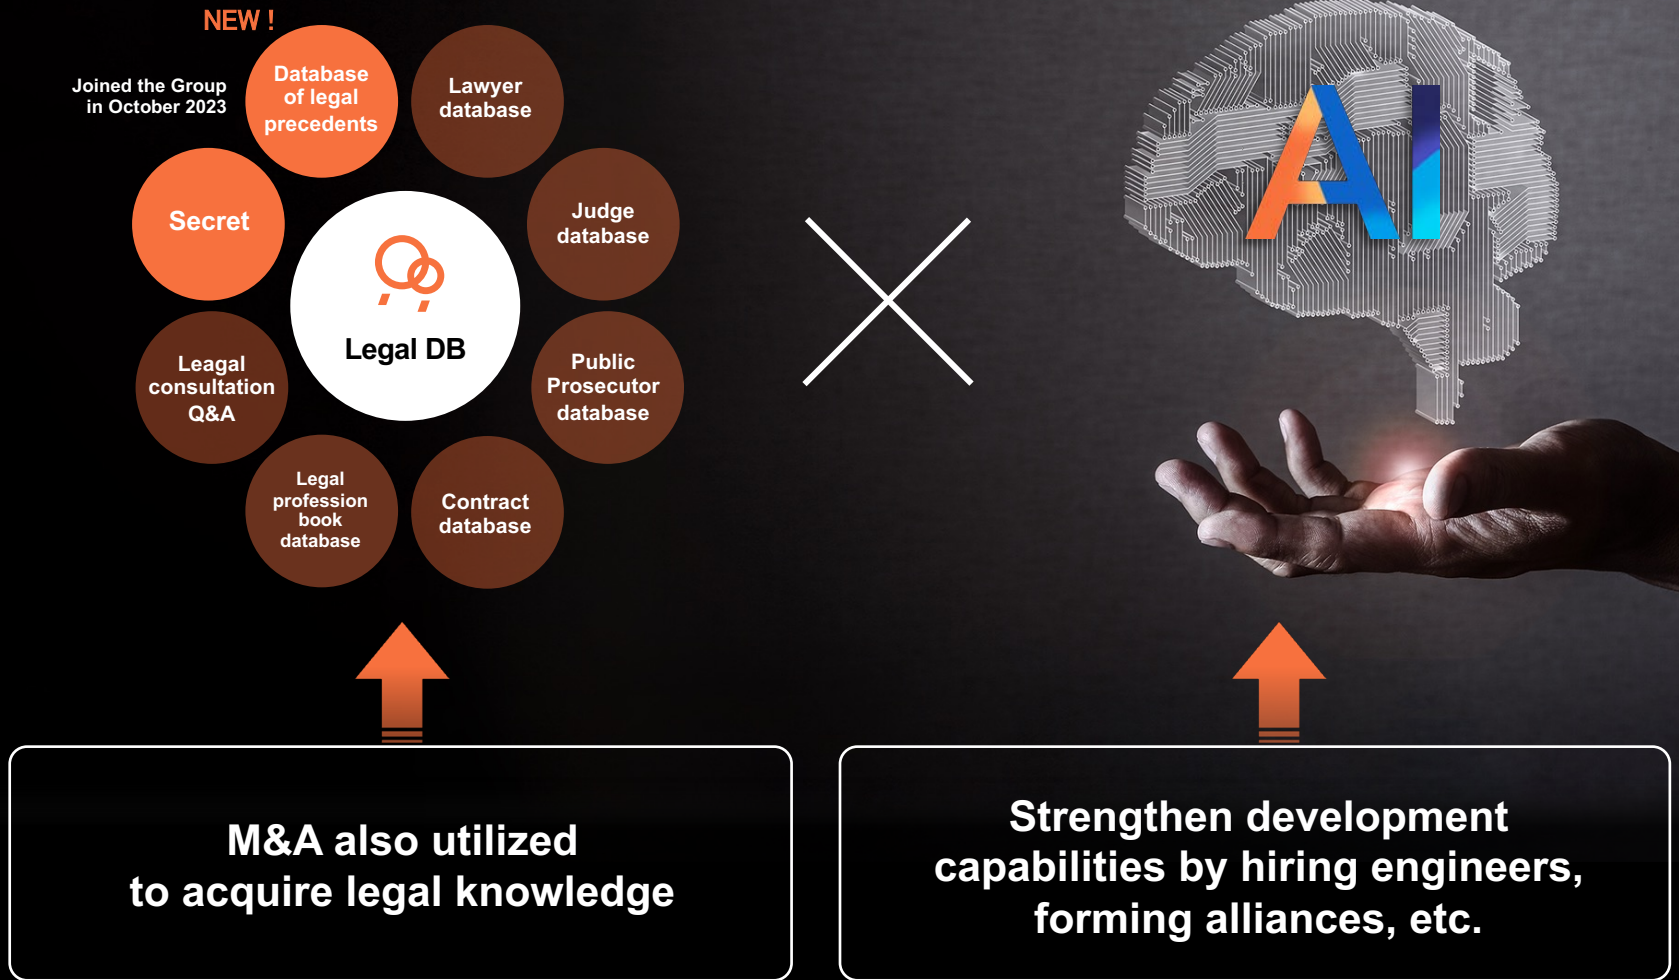 NEW !
Joined the Group
in October 2023
Database
of legal
precedents
Lawyer
database
Secret
Judge
database
Legal DB
Leagal
consultation
Q&A
Public
Prosecutor
database
Legal
profession
book
database
Contract
database
AI
M&A also utilized
to acquire legal knowledge
Strengthen development
capabilities by hiring engineers,
forming alliances, etc.